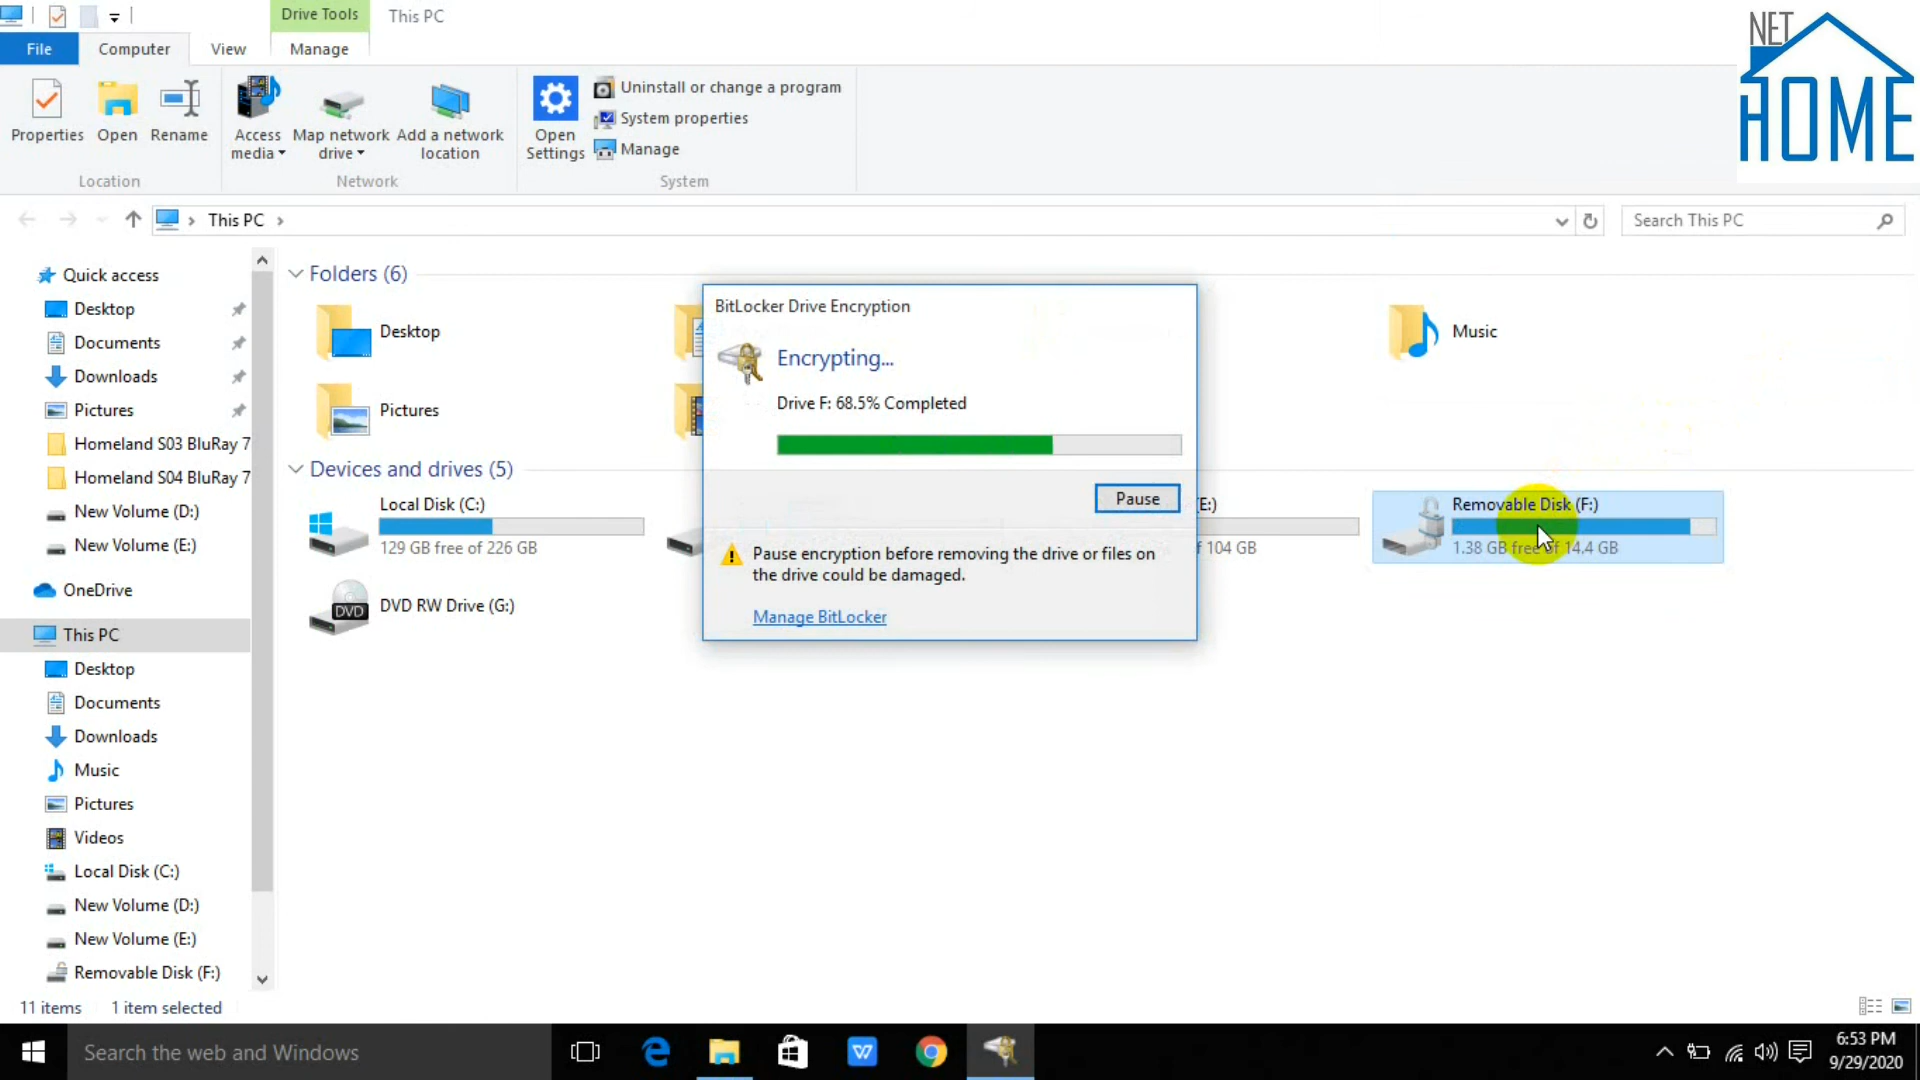 Drive Tools
This PC
NET
HOME
File
Computer
View
Manage
Properties
Open
Rename
Access media
Map network drive
Add a network location
Open Settings
Uninstall or change a program
System properties
Manage
Location
Network
System
This PC
Search This PC
Quick access
Desktop
Documents
Downloads
Pictures
Homeland S03 BluRay 7
Homeland S04 BluRay 7
New Volume (D:)
New Volume (E:)
OneDrive
This PC
Desktop
Documents
Downloads
Music
Pictures
Videos
Local Disk (C:)
New Volume (D:)
New Volume (E:)
Removable Disk (F:)
Folders (6)
Desktop
Music
Pictures
Devices and drives (5)
Local Disk (C:)
129 GB free of 226 GB
E:)
f 104 GB
Removable Disk (F:)
1.38 GB free of 14.4 GB
DVD
DVD RW Drive (G:)
BitLocker Drive Encryption
Encrypting...
Drive F: 68.5% Completed
Pause
Pause encryption before removing the drive or files on
the drive could be damaged.
Manage BitLocker
11 items
1 item selected
Search the web and Windows
6:53 PM
9/29/2020